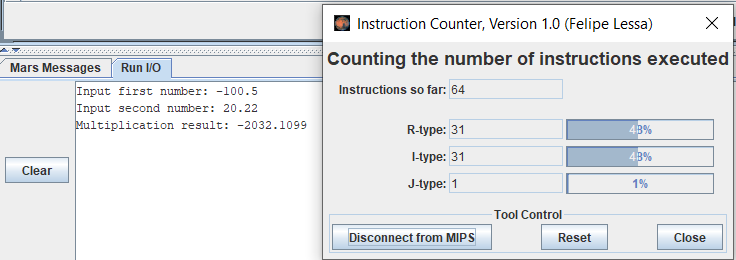 Instruction Counter, Version 1.0 (Felipe Lessa)
Counting the number of instructions executed
Instructions so far: 64
R-type: 31 48%
I-type: 31 48%
J-type: 1 1%
Tool Control
Disconnect from MIPS Reset Close
Mars Messages Run I/O
Input first number: -100.5
Input second number: 20.22
Multiplication result: -2032.1099
Clear